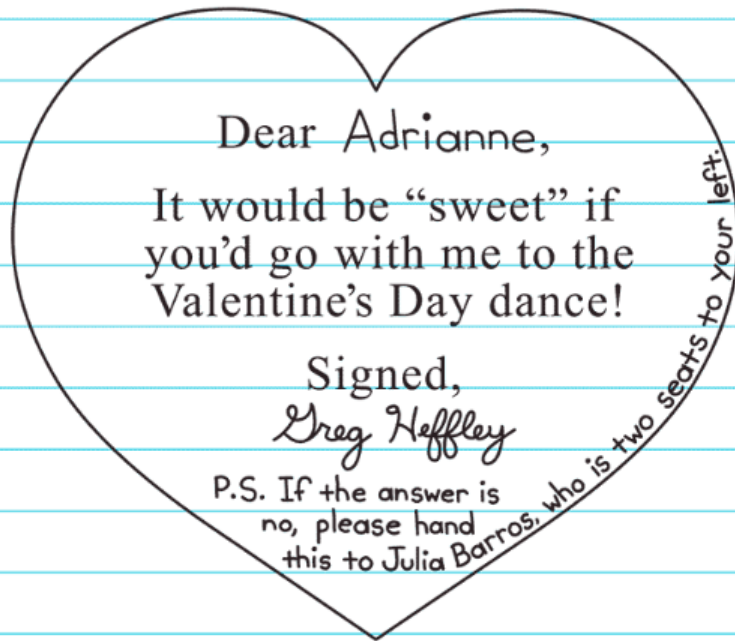 Dear Adrianne,
It would be “sweet” if
you’d go with me to the
Valentine’s Day dance!
Signed,
Greg Heffley
P.S. If the answer is
no, please hand
this to Julia Barros, who is two seats to your left.